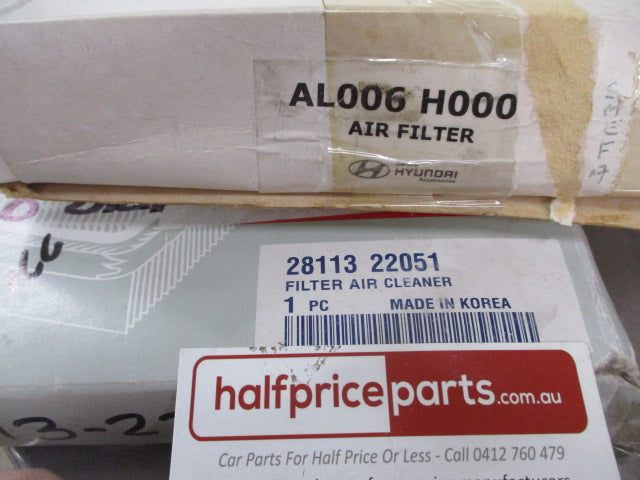 AL006 H000
AIR FILTER
HYUNDAI
Accessories
28113 22051
FILTER AIR CLEANER
1 PC MADE IN KOREA
halfpriceparts.com.au
Car Parts For Half Price Or Less - Call 0412 760 479